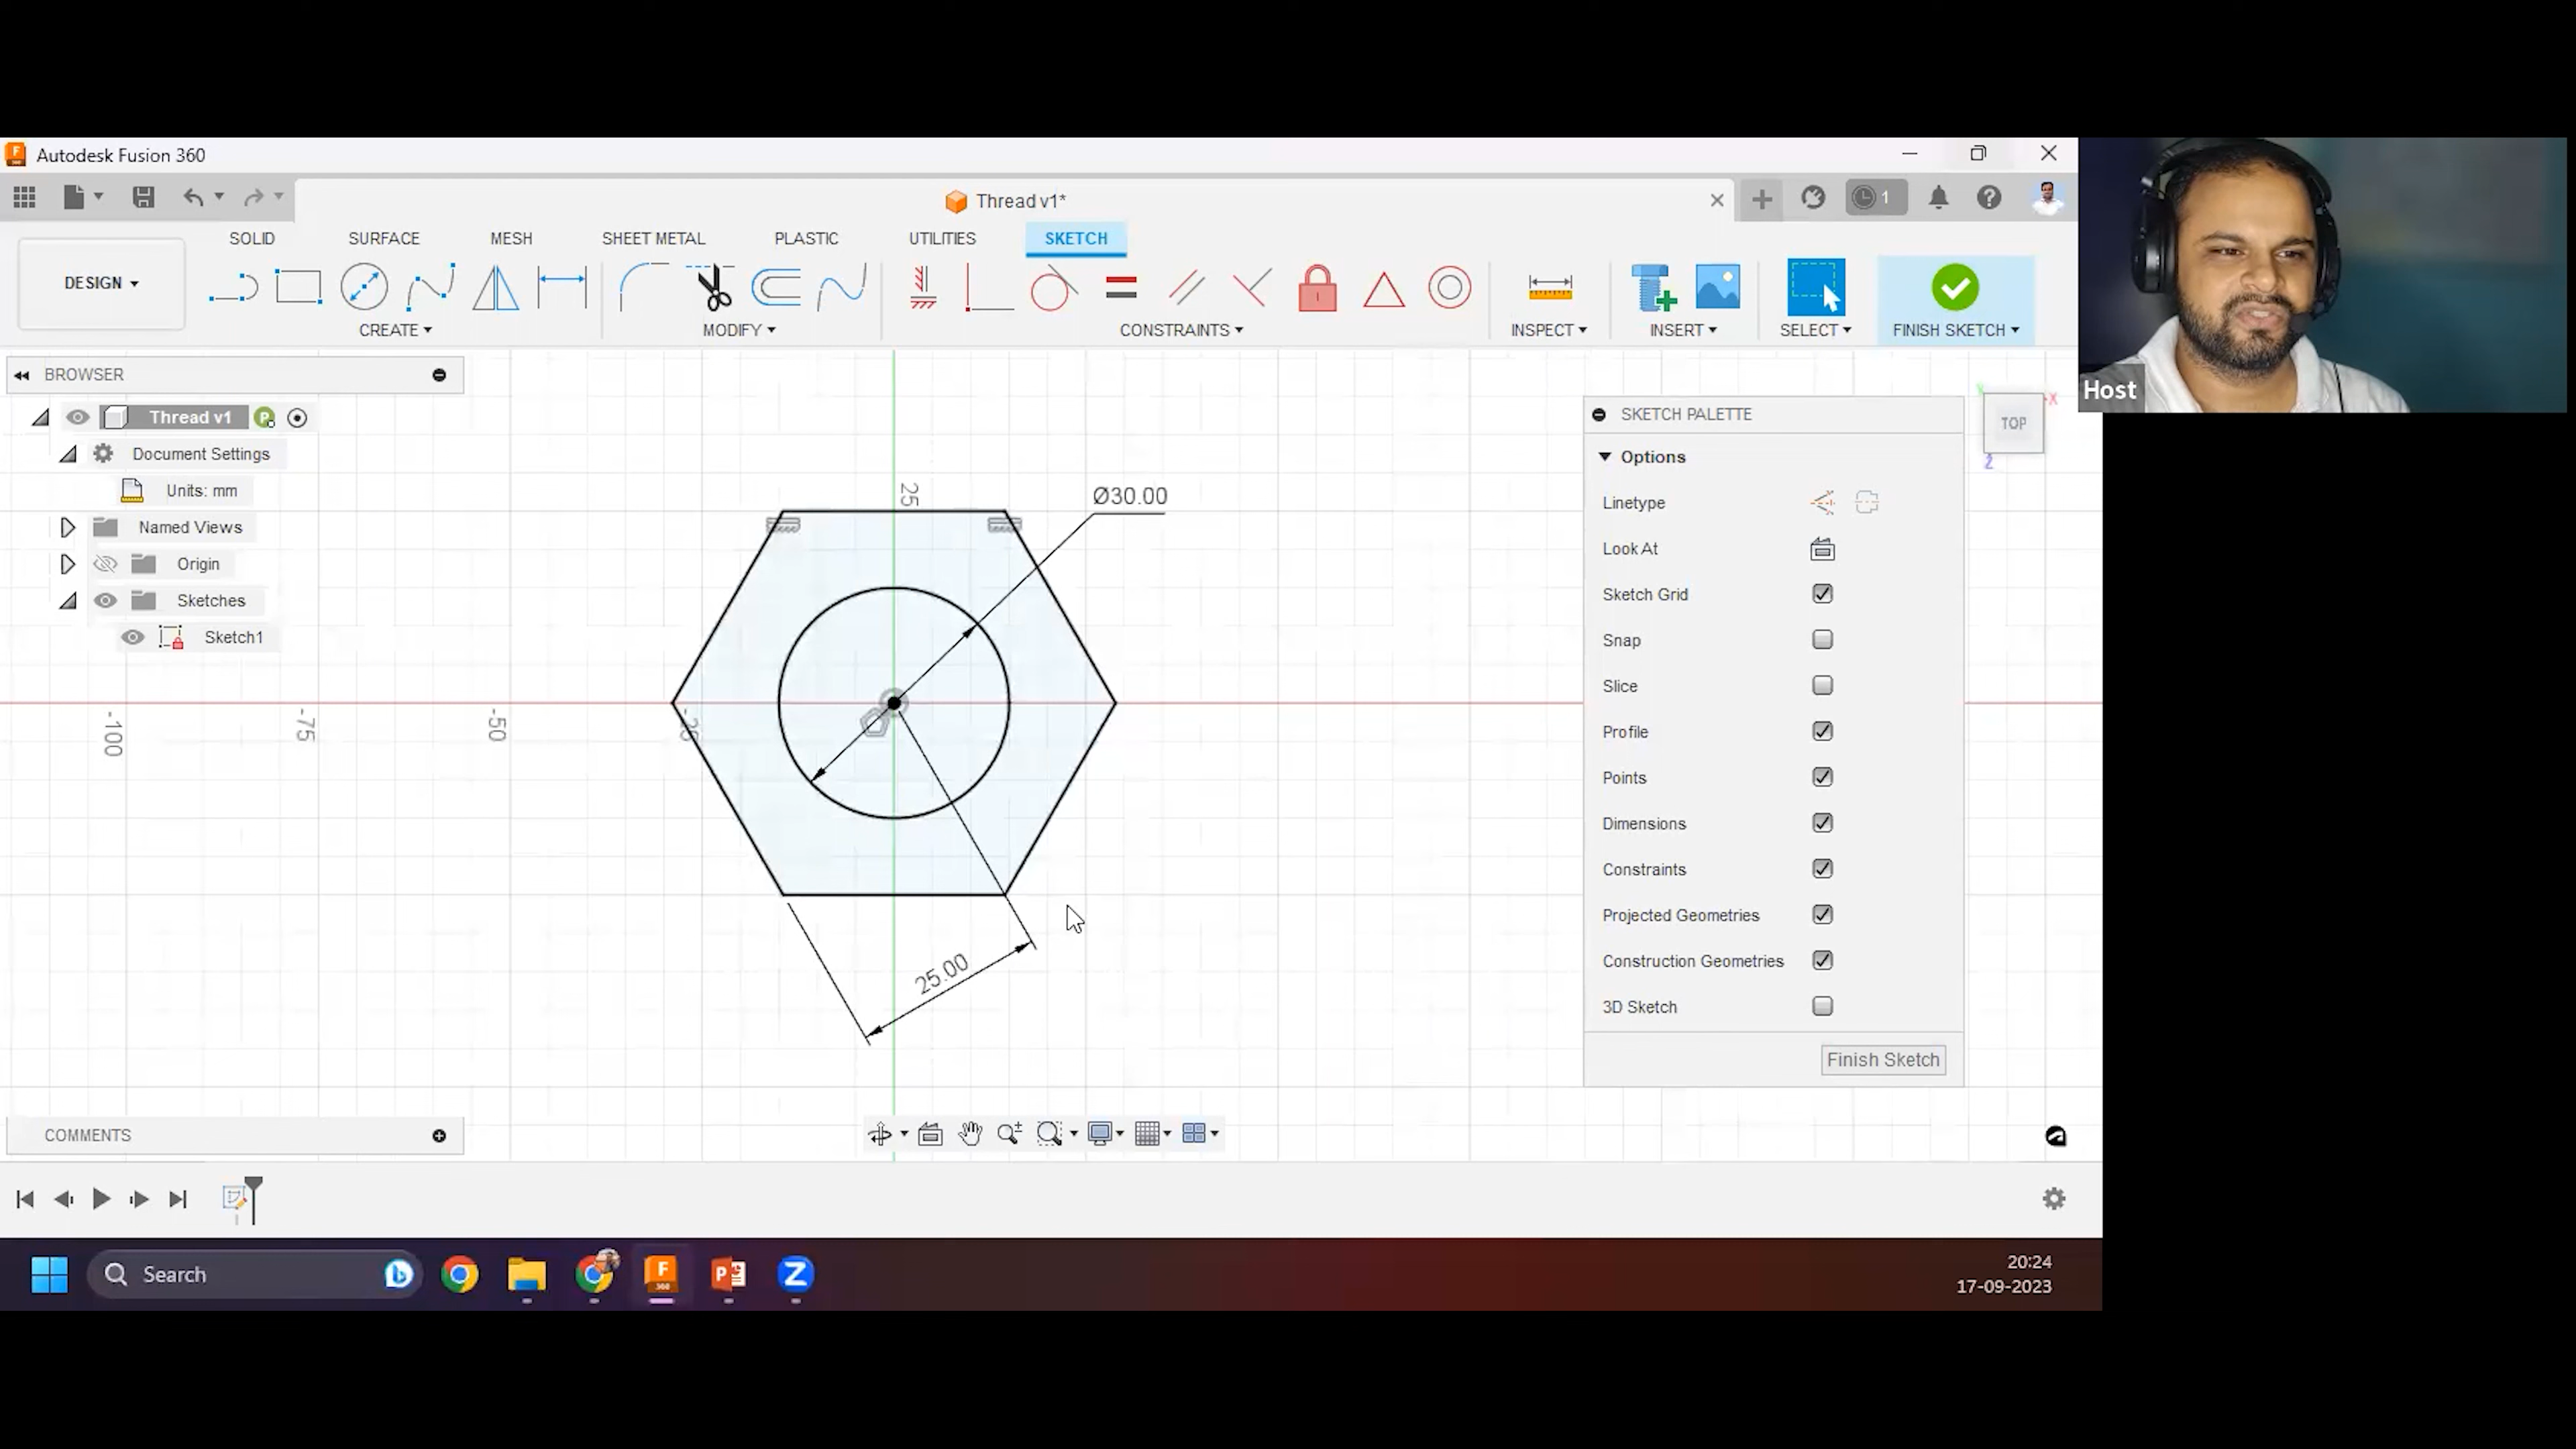 Autodesk Fusion 360
Thread v1*
1
SOLID SURFACE MESH SHEET METAL PLASTIC UTILITIES SKETCH
DESIGN
CREATE MODIFY CONSTRAINTS INSPECT INSERT SELECT FINISH SKETCH
Host
BROWSER
Thread v1
Document Settings
Units: mm
Named Views
Origin
Sketches
Sketch1
-100
-75
-50
25
Ø30.00
25.00
SKETCH PALETTE
Options
Linetype
Look At
Sketch Grid
Snap
Slice
Profile
Points
Dimensions
Constraints
Projected Geometries
Construction Geometries
3D Sketch
Finish Sketch
TOP
X
Z
COMMENTS
Search
20:24
17-09-2023